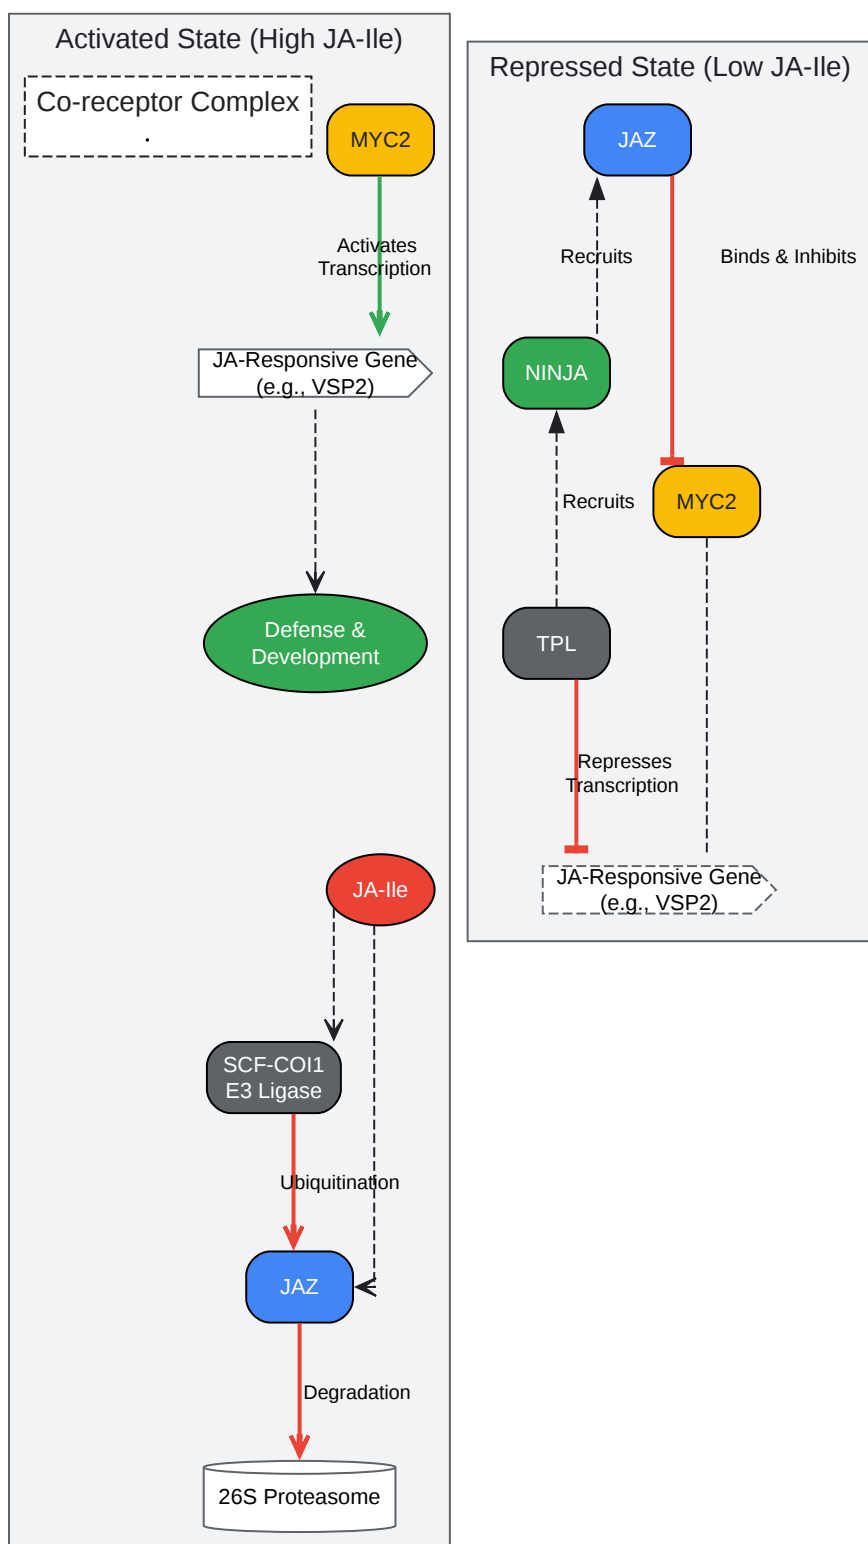 Activated State (High JA-Ile)
Co-receptor Complex
.
MYC2
Activates
Transcription
JA-Responsive Gene
(e.g., VSP2)
Defense &
Development
JA-Ile
SCF-COI1
E3 Ligase
Ubiquitination
JAZ
Degradation
26S Proteasome
Repressed State (Low JA-Ile)
JAZ
Recruits
Binds & Inhibits
NINJA
MYC2
Recruits
TPL
Represses
Transcription
JA-Responsive Gene
(e.g., VSP2)